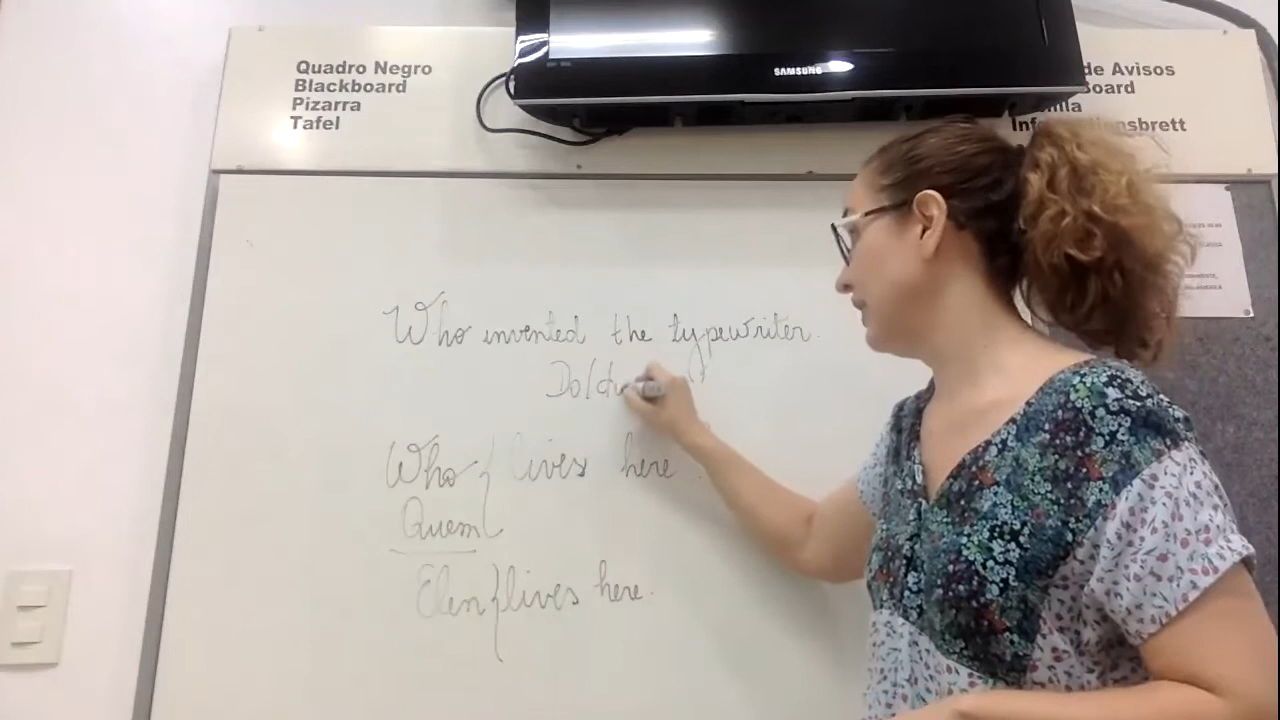 Quadro Negro
Blackboard
Pizarra
Tafel
SAMSUNG
de Avisos
Board
Who invented the typewriter.
Who { lives here
Quem
Elen { lives here.